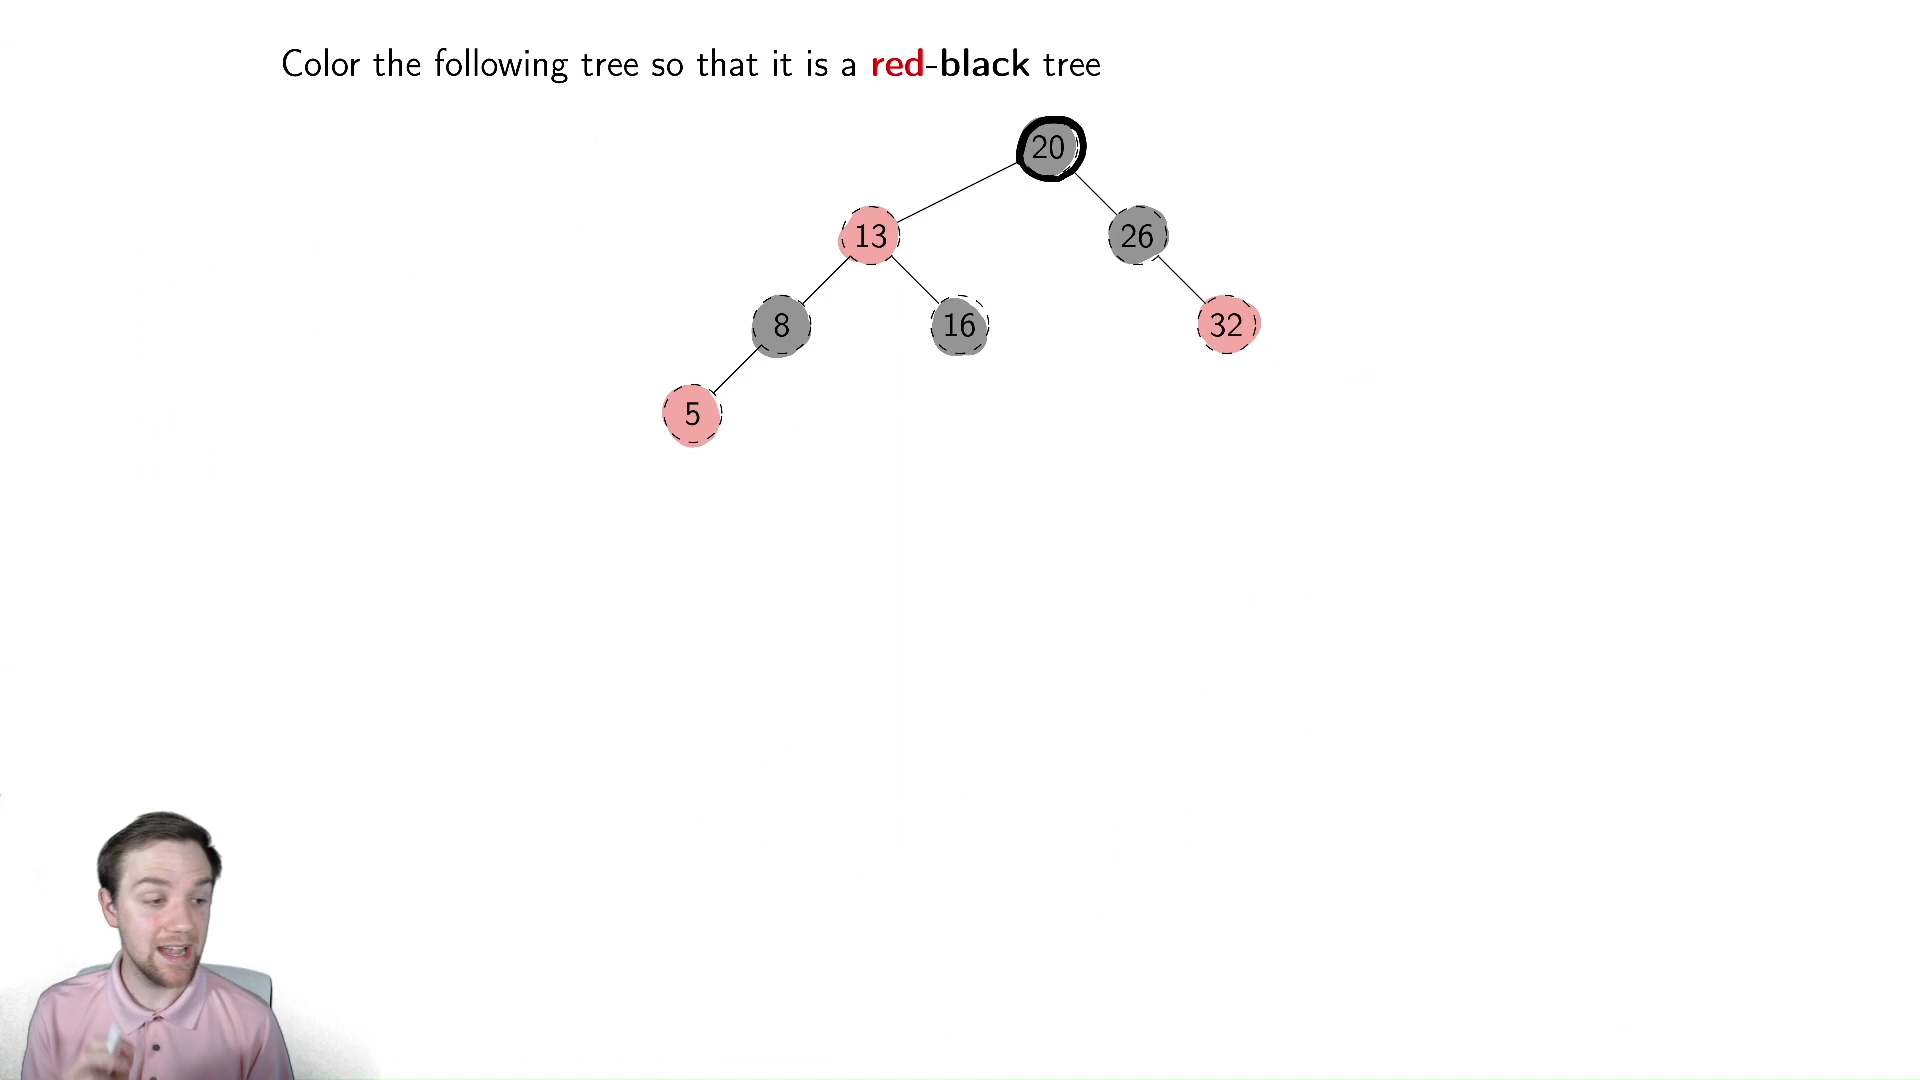 Color the following tree so that it is a red-black tree
20
13 26
8 16 32
5